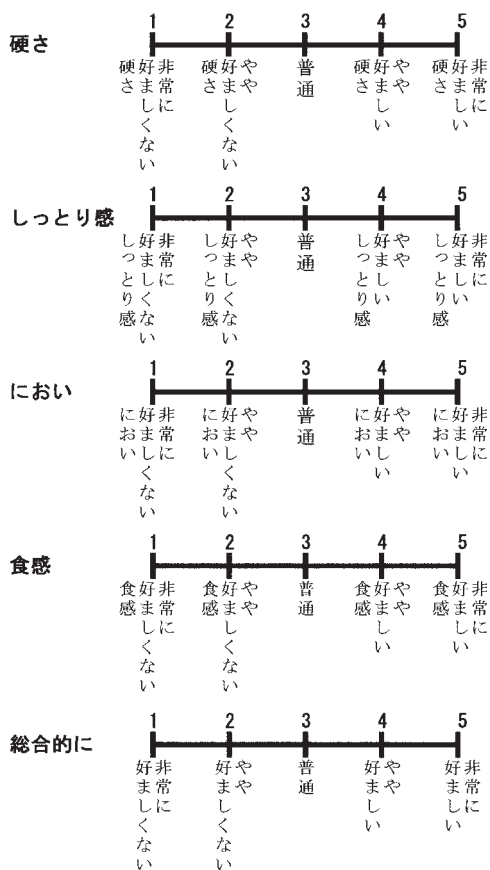 硬さ
1 2 3 4 5
非常に
好ましくない
硬さ
やや
好ましくない
硬さ
普通
やや
好ましい
硬さ
非常に
好ましい
硬さ
しっとり感
1 2 3 4 5
非常に
好ましくない
しっとり感
やや
好ましくない
しっとり感
普通
やや
好ましい
しっとり感
非常に
好ましい
しっとり感
におい
1 2 3 4 5
非常に
好ましくない
におい
やや
好ましくない
におい
普通
やや
好ましい
におい
非常に
好ましい
におい
食感
1 2 3 4 5
非常に
好ましくない
食感
やや
好ましくない
食感
普通
やや
好ましい
食感
非常に
好ましい
食感
総合的に
1 2 3 4 5
非常に
好ましくない
やや
好ましくない
普通
やや
好ましい
非常に
好ましい